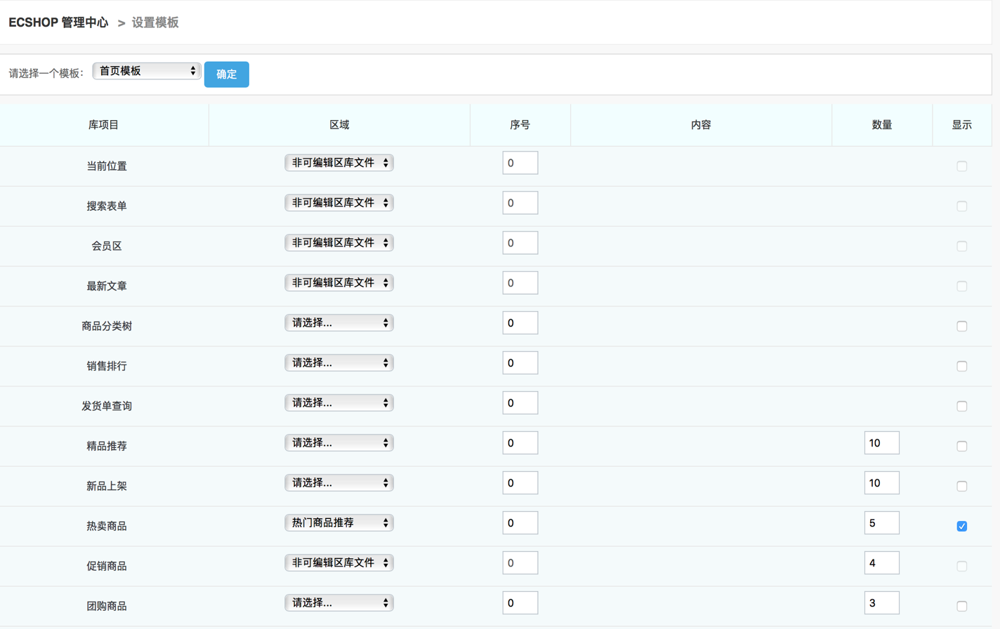 ECSHOP 管理中心 > 设置模板
请选择一个模板： 首页模板 确定
库项目 区域 序号 内容 数量 显示
当前位置 非可编辑区库文件 0
搜索表单 非可编辑区库文件 0
会员区 非可编辑区库文件 0
最新文章 非可编辑区库文件 0
商品分类树 请选择... 0
销售排行 请选择... 0
发货单查询 请选择... 0
精品推荐 请选择... 0 10
新品上架 请选择... 0 10
热卖商品 热门商品推荐 0 5
促销商品 非可编辑区库文件 0 4
团购商品 请选择... 0 3